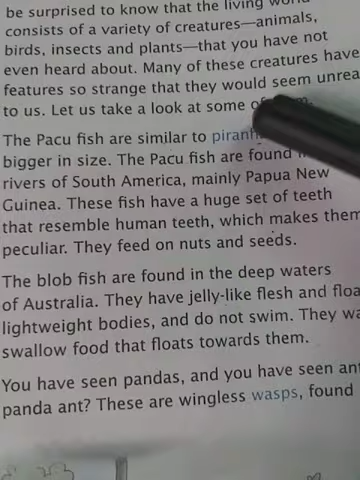 be surprised to know that the living
consists of a variety of creatures—animals,
birds, insects and plants—that you have not
even heard about. Many of these creatures have
features so strange that they would seem
to us. Let us take a look at some
The Pacu fish are similar to
bigger in size. The Pacu fish are found
rivers of South America, mainly Papua New
Guinea. These fish have a huge set of teeth
that resemble human teeth, which makes them
peculiar. They feed on nuts and seeds.
The blob fish are found in the deep waters
of Australia. They have jelly-like flesh and
lightweight bodies, and do not swim. They
swallow food that floats towards them.
You have seen pandas, and you have seen
panda ant? These are wingless wasps, found